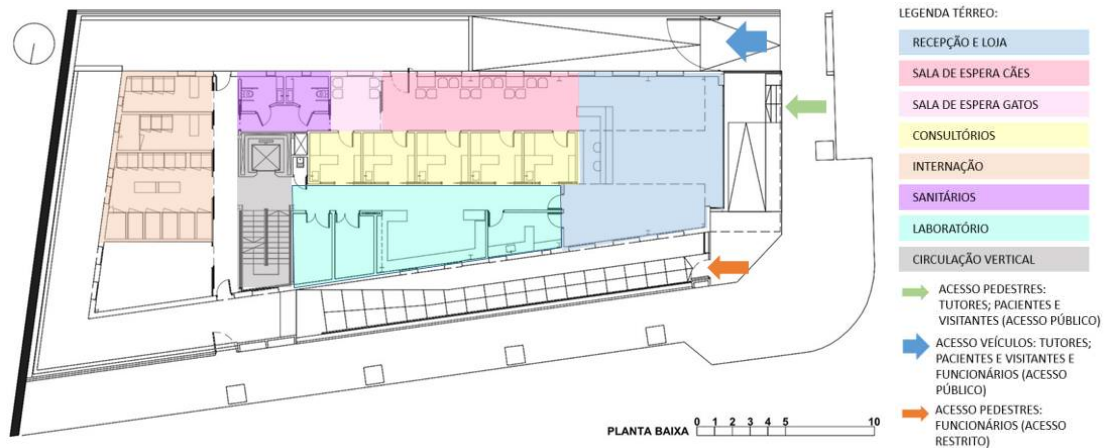 LEGENDA TÉRREO:
RECEPÇÃO E LOJA
SALA DE ESPERA CÃES
SALA DE ESPERA GATOS
CONSULTÓRIOS
INTERNAÇÃO
SANITÁRIOS
LABORATÓRIO
CIRCULAÇÃO VERTICAL
ACESSO PEDESTRES:
TUTORES; PACIENTES E
VISITANTES (ACESSO PÚBLICO)
ACESSO VEÍCULOS: TUTORES;
PACIENTES E VISITANTES E
FUNCIONÁRIOS (ACESSO
PÚBLICO)
ACESSO PEDESTRES:
FUNCIONÁRIOS (ACESSO
RESTRITO)
PLANTA BAIXA 0 1 2 3 4 5 10